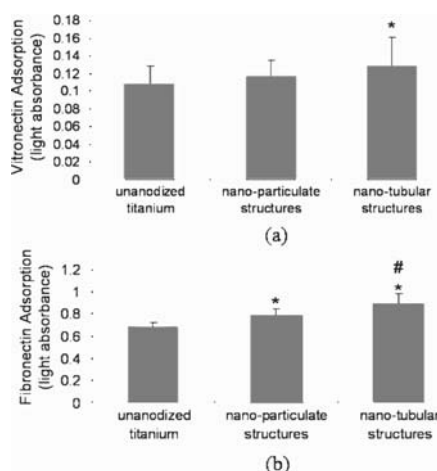 Vitronectin Adsorption
(light absorbance)
0.18
0.16
0.14
0.12
0.10
0.08
0.06
0.04
0.02
0
*
unanodized
titanium
nano-particulate
structures
nano-tubular
structures
(a)
Fibronectin Adsorption
(light absorbance)
1.2
1
0.8
0.6
0.4
0.2
0
*
#
*
unanodized
titanium
nano-particulate
structures
nano-tubular
structures
(b)